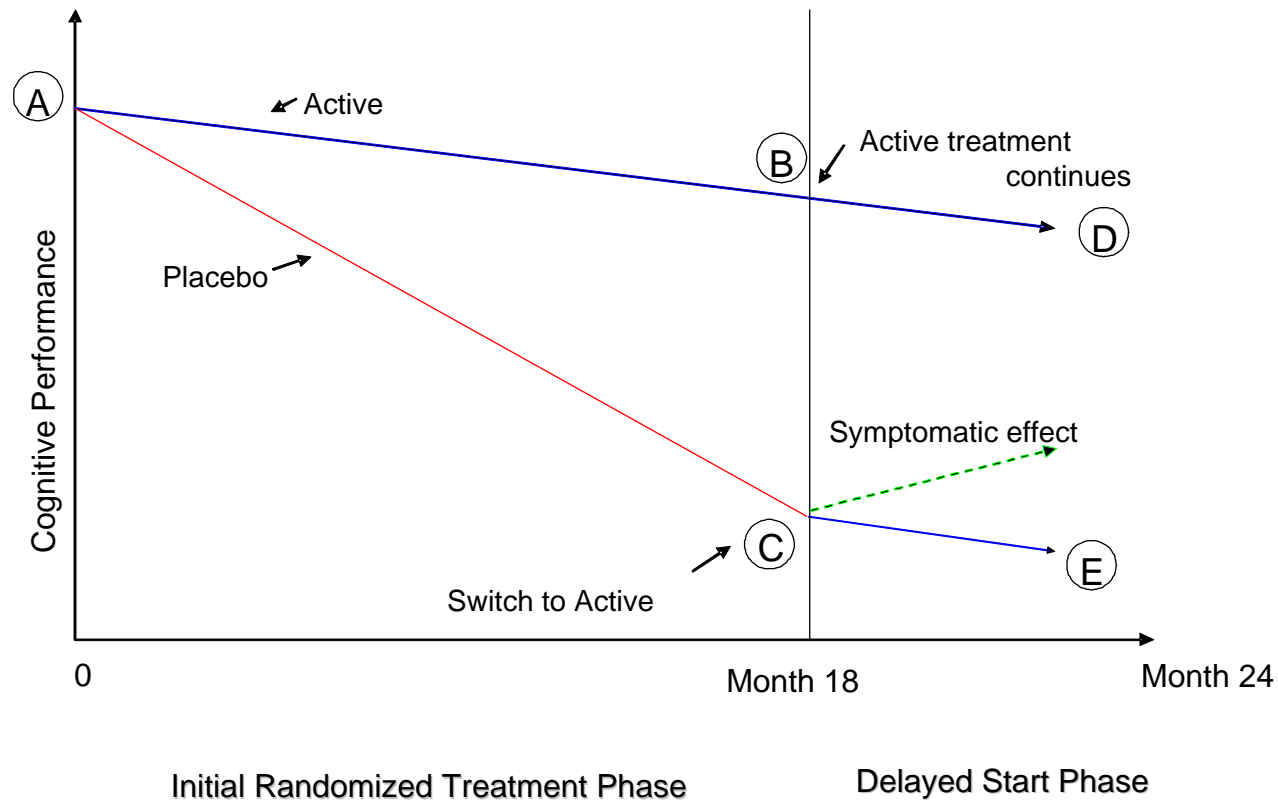 A
Active
B
Active treatment
continues
D
Placebo
Cognitive Performance
Symptomatic effect
C
E
Switch to Active
0
Month 18
Month 24
Initial Randomized Treatment Phase
Delayed Start Phase